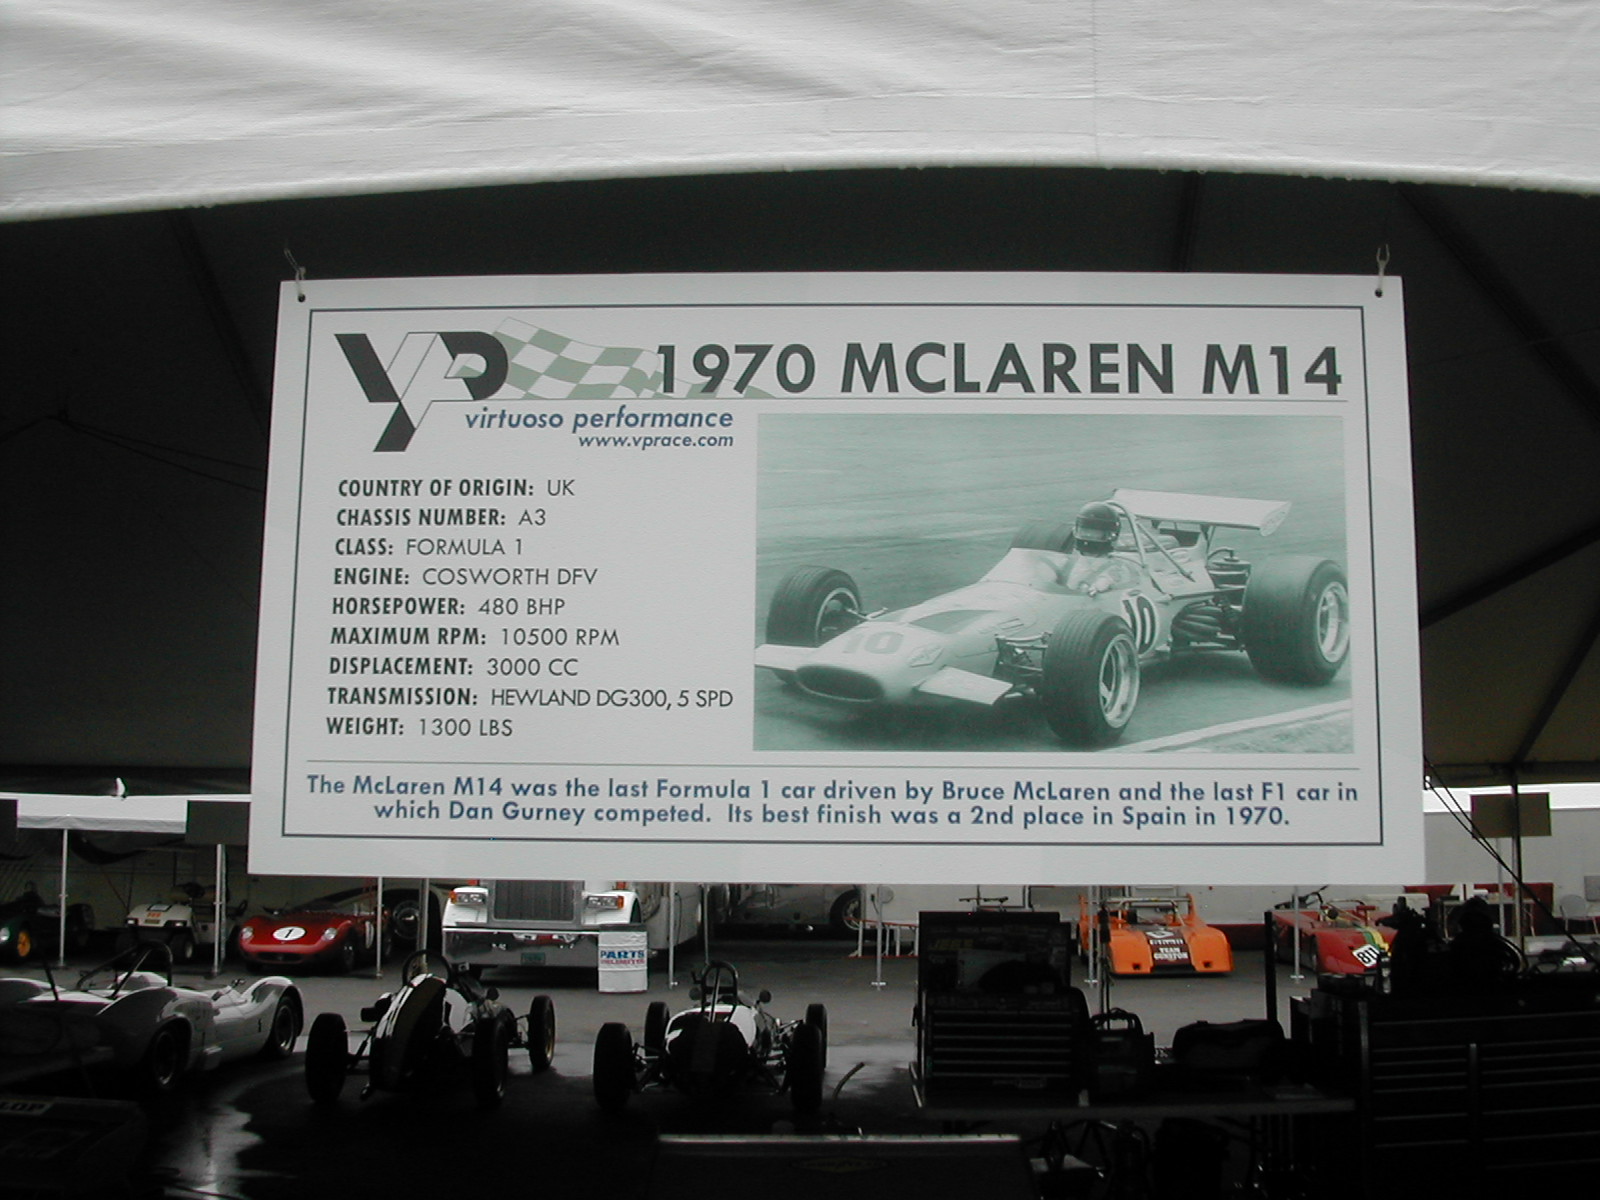 VP
1970 MCLAREN M14
virtuoso performance
www.vprace.com
COUNTRY OF ORIGIN: UK
CHASSIS NUMBER: A3
CLASS: FORMULA 1
ENGINE: COSWORTH DFV
HORSEPOWER: 480 BHP
MAXIMUM RPM: 10500 RPM
DISPLACEMENT: 3000 CC
TRANSMISSION: HEWLAND DG300, 5 SPD
WEIGHT: 1300 LBS
10
10
The McLaren M14 was the last Formula 1 car driven by Bruce McLaren and the last F1 car in
which Dan Gurney competed. Its best finish was a 2nd place in Spain in 1970.
1
PARTS
UNLIMITED
TEAM
GUNSTON